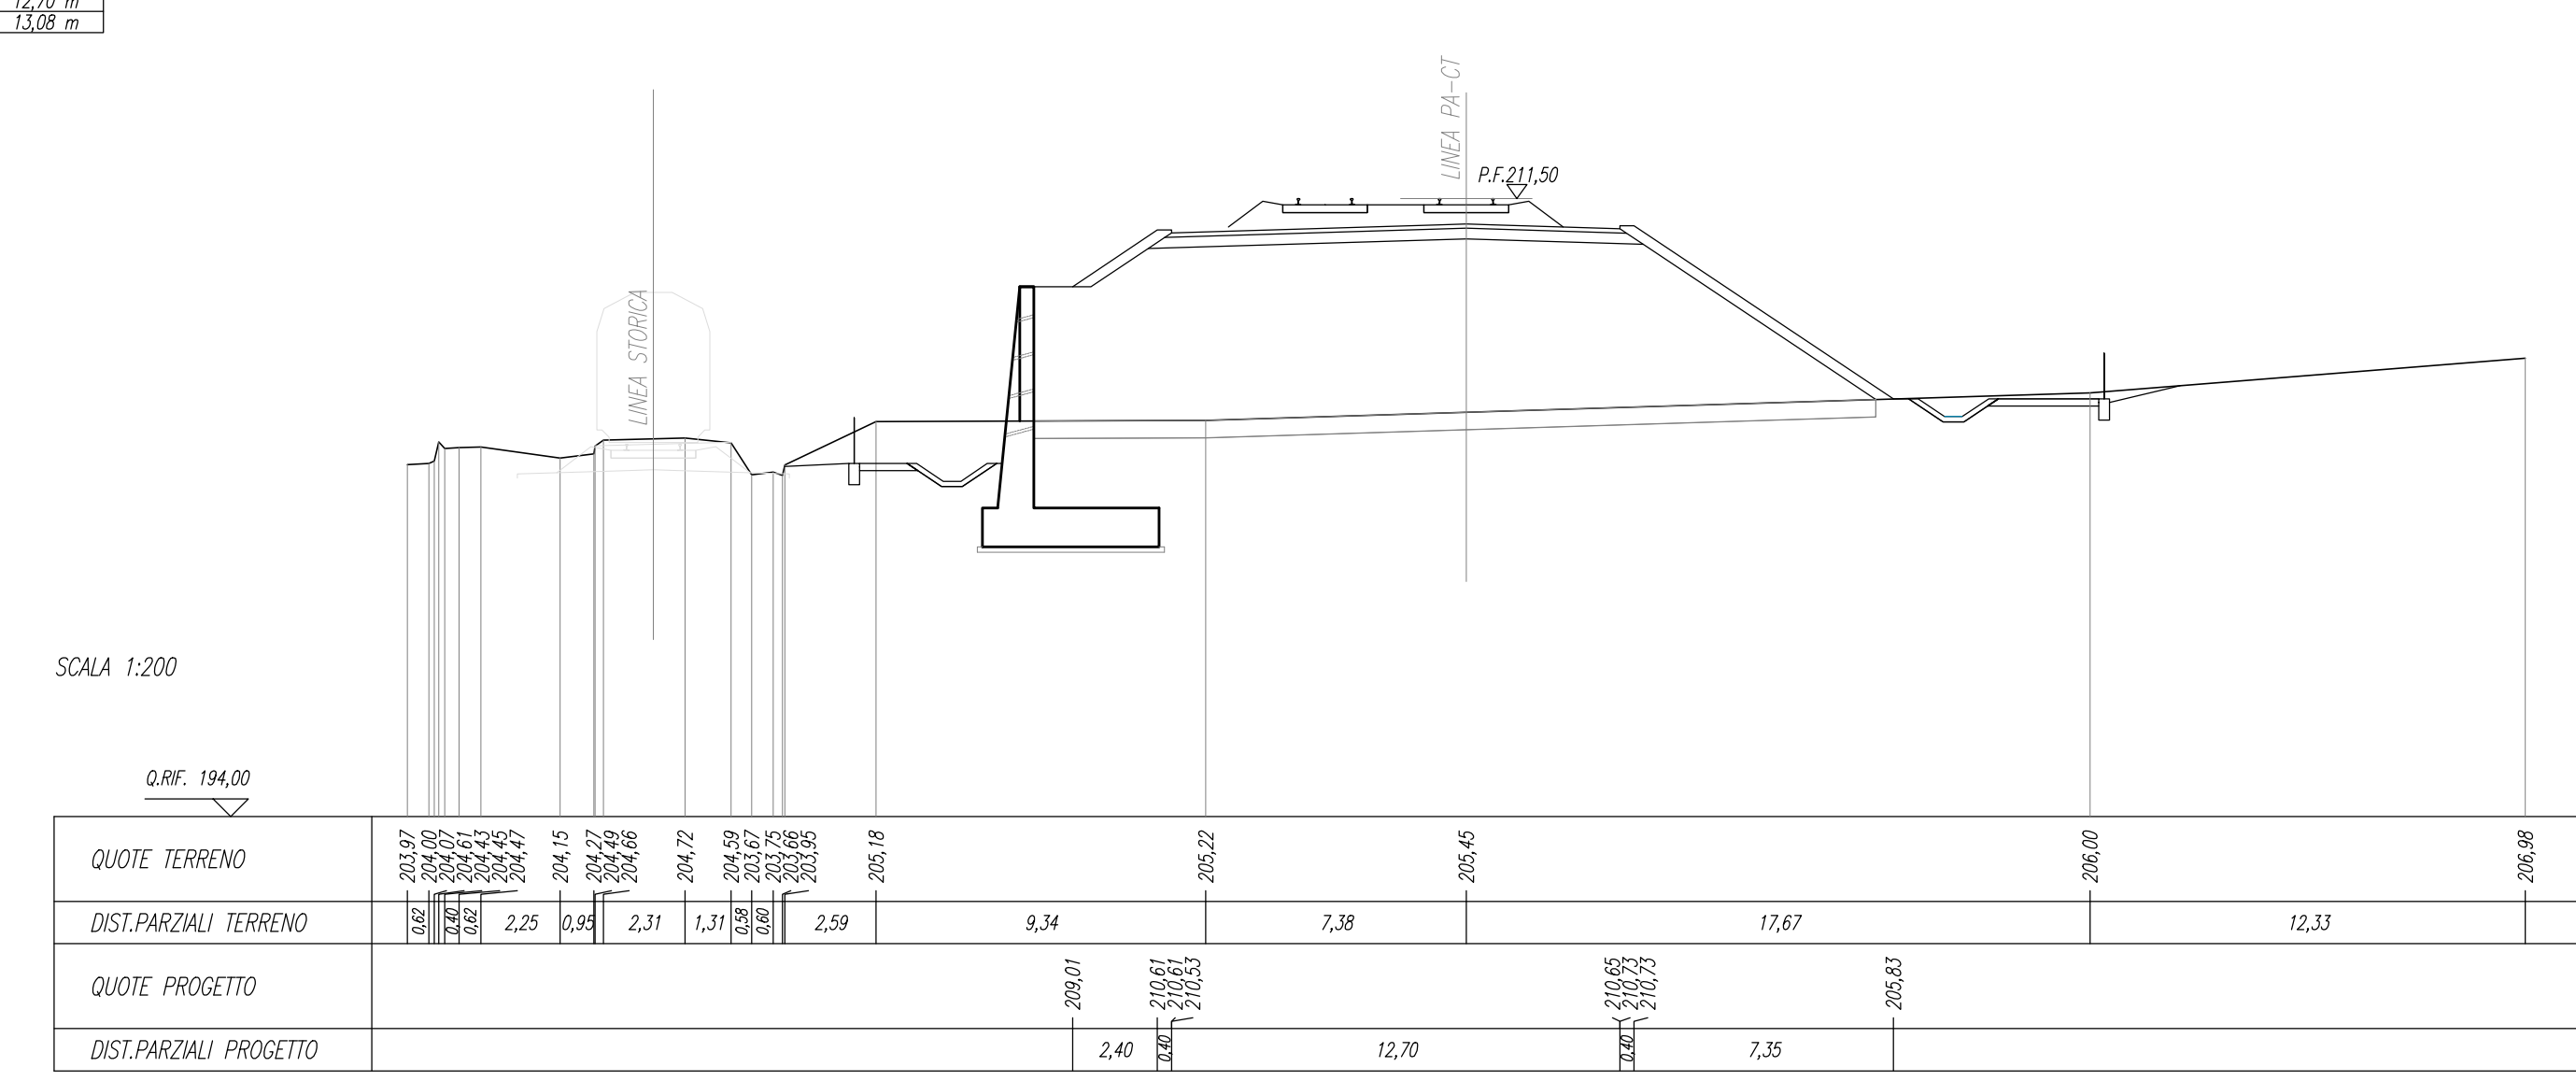 12,70 m
13,08 m
LINEA PA-CT
P.F.211,50
LINEA STORICA
SCALA 1:200
Q.RIF. 194,00
QUOTE TERRENO
203,97 204,00 204,07 204,61 204,43 204,45 204,47 204,15 204,27 204,49 204,66 204,72 204,59 203,67 203,75 203,66 203,95 205,18 205,22 205,45 206,00 206,98
DIST.PARZIALI TERRENO
0,62 0,40 0,62 2,25 0,95 2,31 1,31 0,58 0,60 2,59 9,34 7,38 17,67 12,33
QUOTE PROGETTO
209,01 210,61 210,61 210,53 210,65 210,73 210,73 205,83
DIST.PARZIALI PROGETTO
2,40 0,40 12,70 0,40 7,35